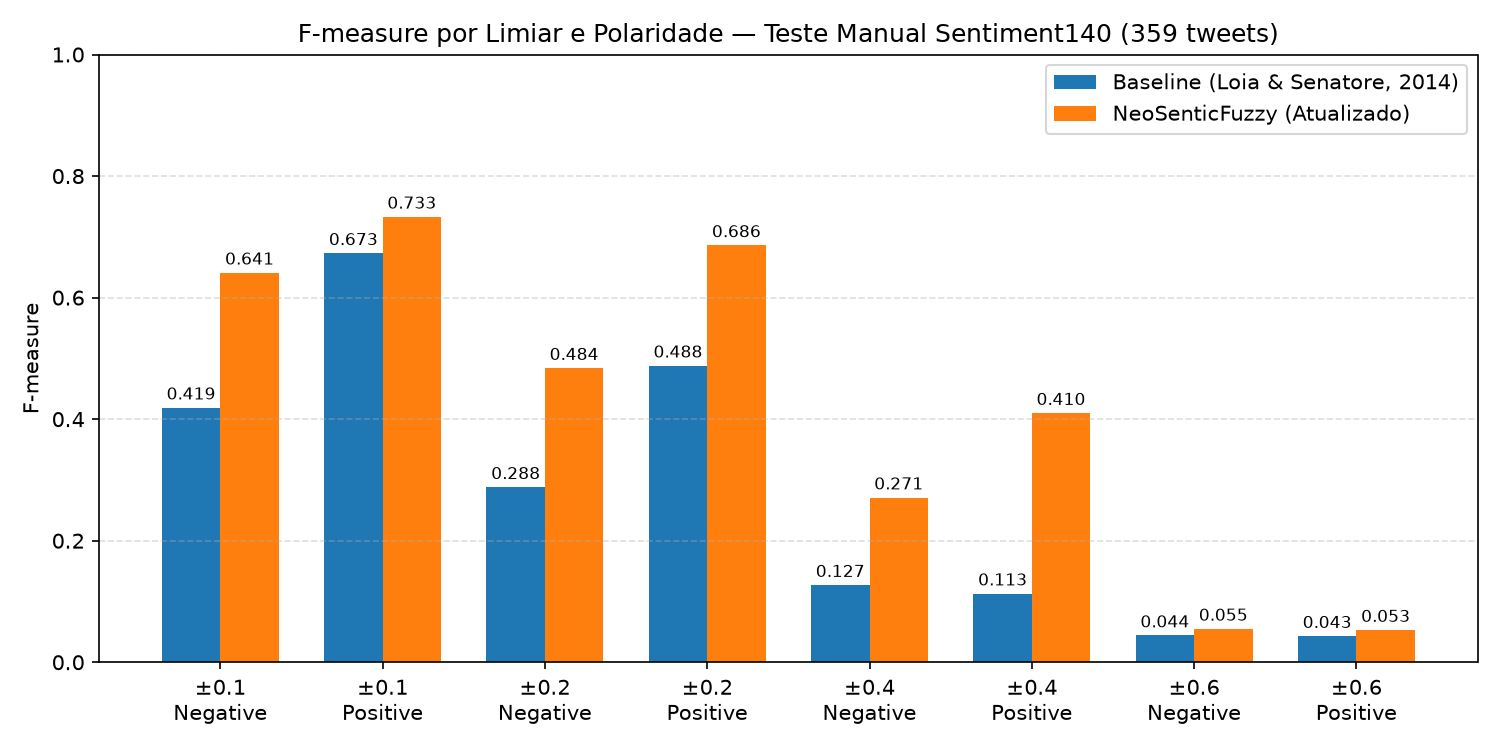 F-measure por Limiar e Polaridade — Teste Manual Sentiment140 (359 tweets)
Baseline (Loia & Senatore, 2014)
NeoSenticFuzzy (Atualizado)
F-measure
1.0
0.8
0.6
0.4
0.2
0.0
0.419
0.641
0.673
0.733
0.288
0.484
0.488
0.686
0.127
0.271
0.113
0.410
0.044
0.055
0.043
0.053
±0.1
Negative
±0.1
Positive
±0.2
Negative
±0.2
Positive
±0.4
Negative
±0.4
Positive
±0.6
Negative
±0.6
Positive